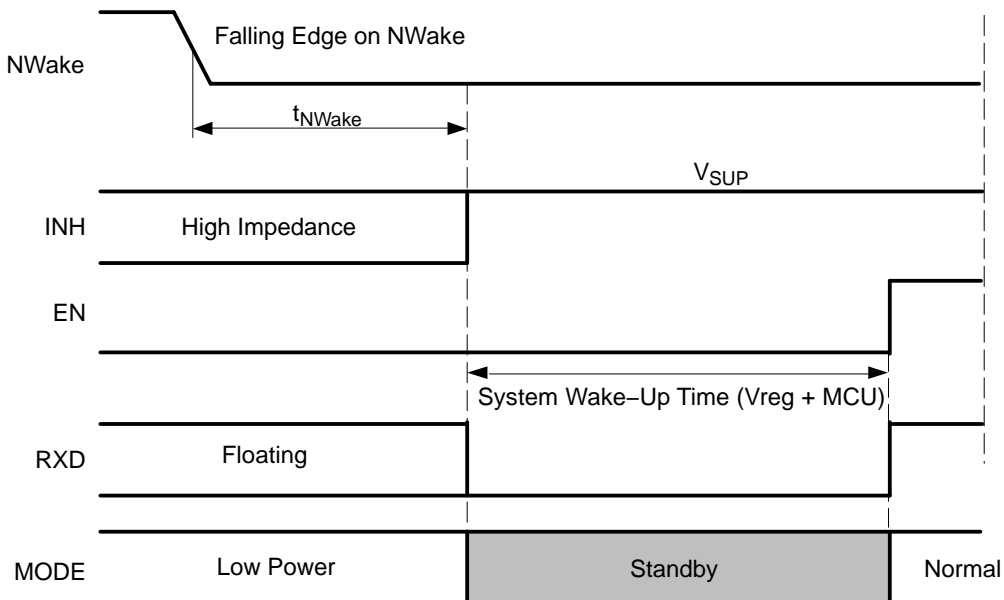 Falling Edge on NWake
NWake
tNWake
VSUP
INH
High Impedance
EN
System Wake–Up Time (Vreg + MCU)
RXD
Floating
MODE
Low Power
Standby
Normal